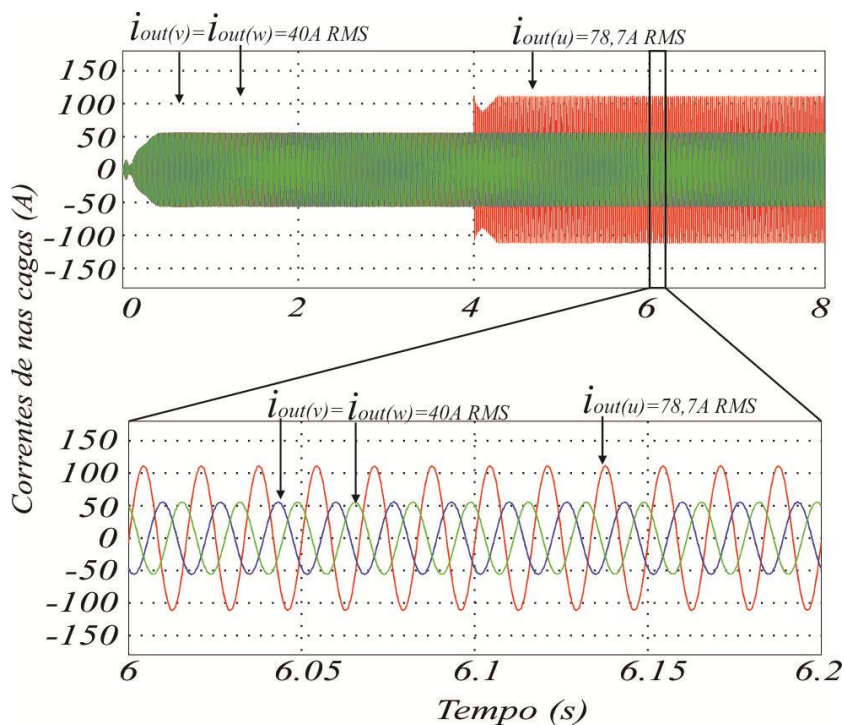 iout(v)=iout(w)=40A RMS
iout(u)=78,7A RMS
150
100
50
0
-50
-100
-150
0 2 4 6 8
Correntes de nas cagas (A)
iout(v)=iout(w)=40A RMS
iout(u)=78,7A RMS
150
100
50
0
-50
-100
-150
6 6.05 6.1 6.15 6.2
Tempo (s)